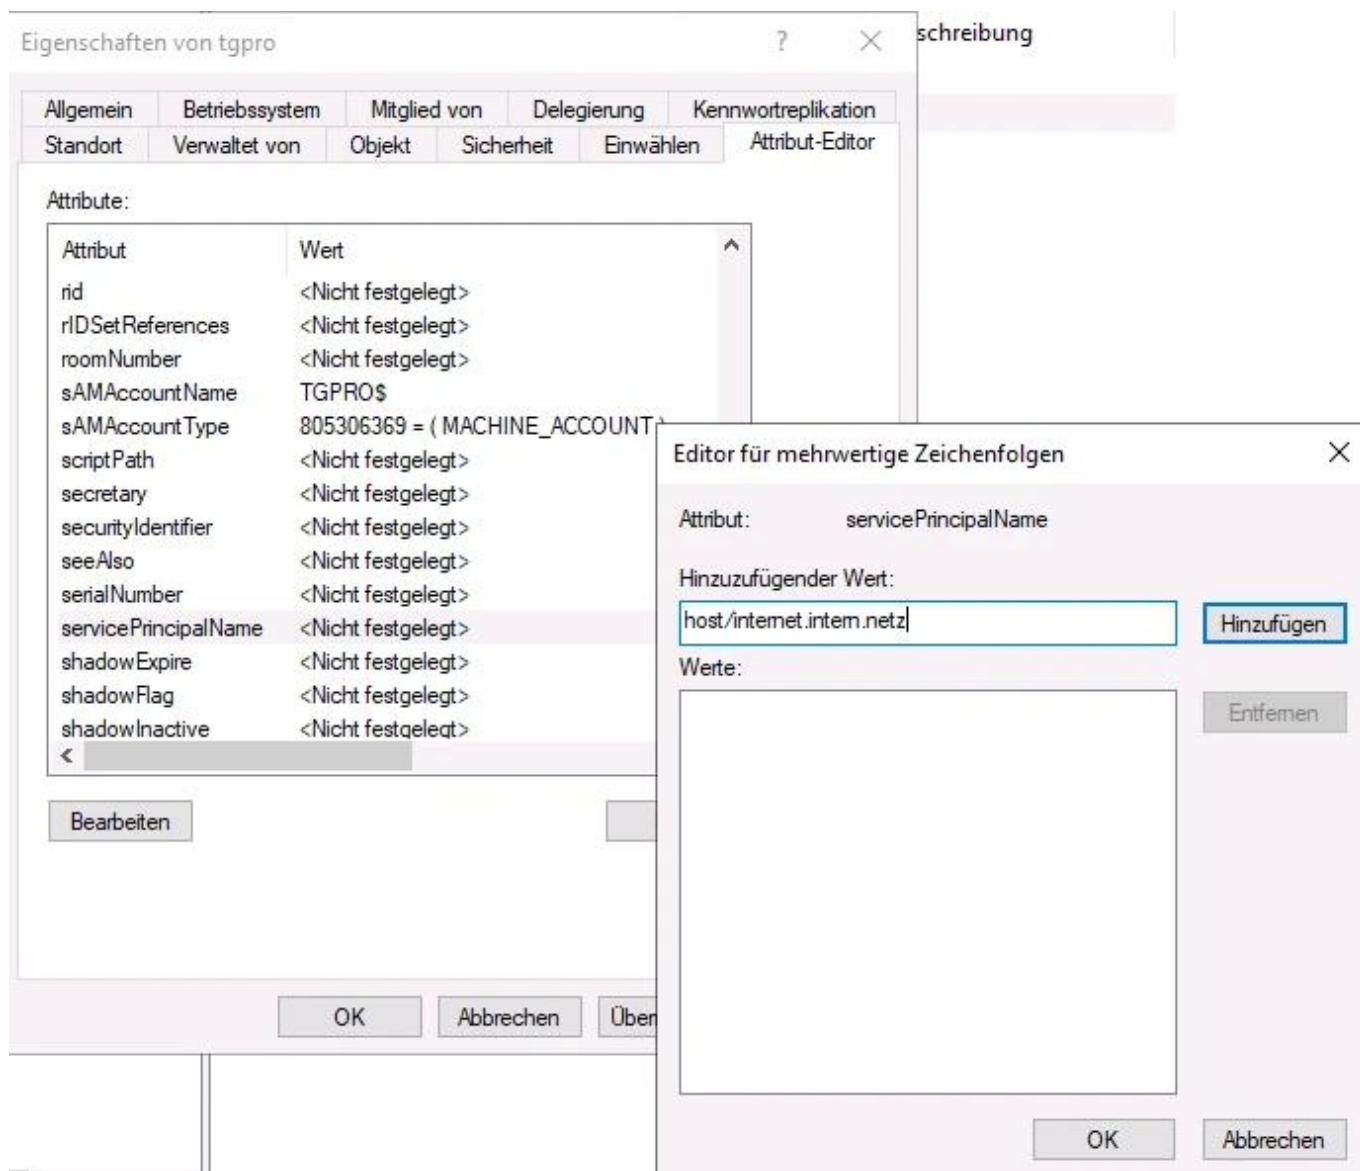 Eigenschaften von tgpro
schreibung
Allgemein Betriebssystem Mitglied von Delegierung Kennwortreplikation
Standort Verwaltet von Objekt Sicherheit Einwählen Attribut-Editor
Attribute:
Attribut Wert
rid <Nicht festgelegt>
rIDSetReferences <Nicht festgelegt>
roomNumber <Nicht festgelegt>
sAMAccountName TGPRO$
sAMAccountType 805306369 = ( MACHINE_ACCOUNT )
scriptPath <Nicht festgelegt>
secretary <Nicht festgelegt>
securityIdentifier <Nicht festgelegt>
seeAlso <Nicht festgelegt>
serialNumber <Nicht festgelegt>
servicePrincipalName <Nicht festgelegt>
shadowExpire <Nicht festgelegt>
shadowFlag <Nicht festgelegt>
shadowInactive <Nicht festgelegt>
Bearbeiten
OK Abbrechen Über
Editor für mehrwertige Zeichenfolgen
Attribut: servicePrincipalName
Hinzuzufügender Wert:
host/internet.intern.netz
Hinzufügen
Werte:
Entfernen
OK Abbrechen